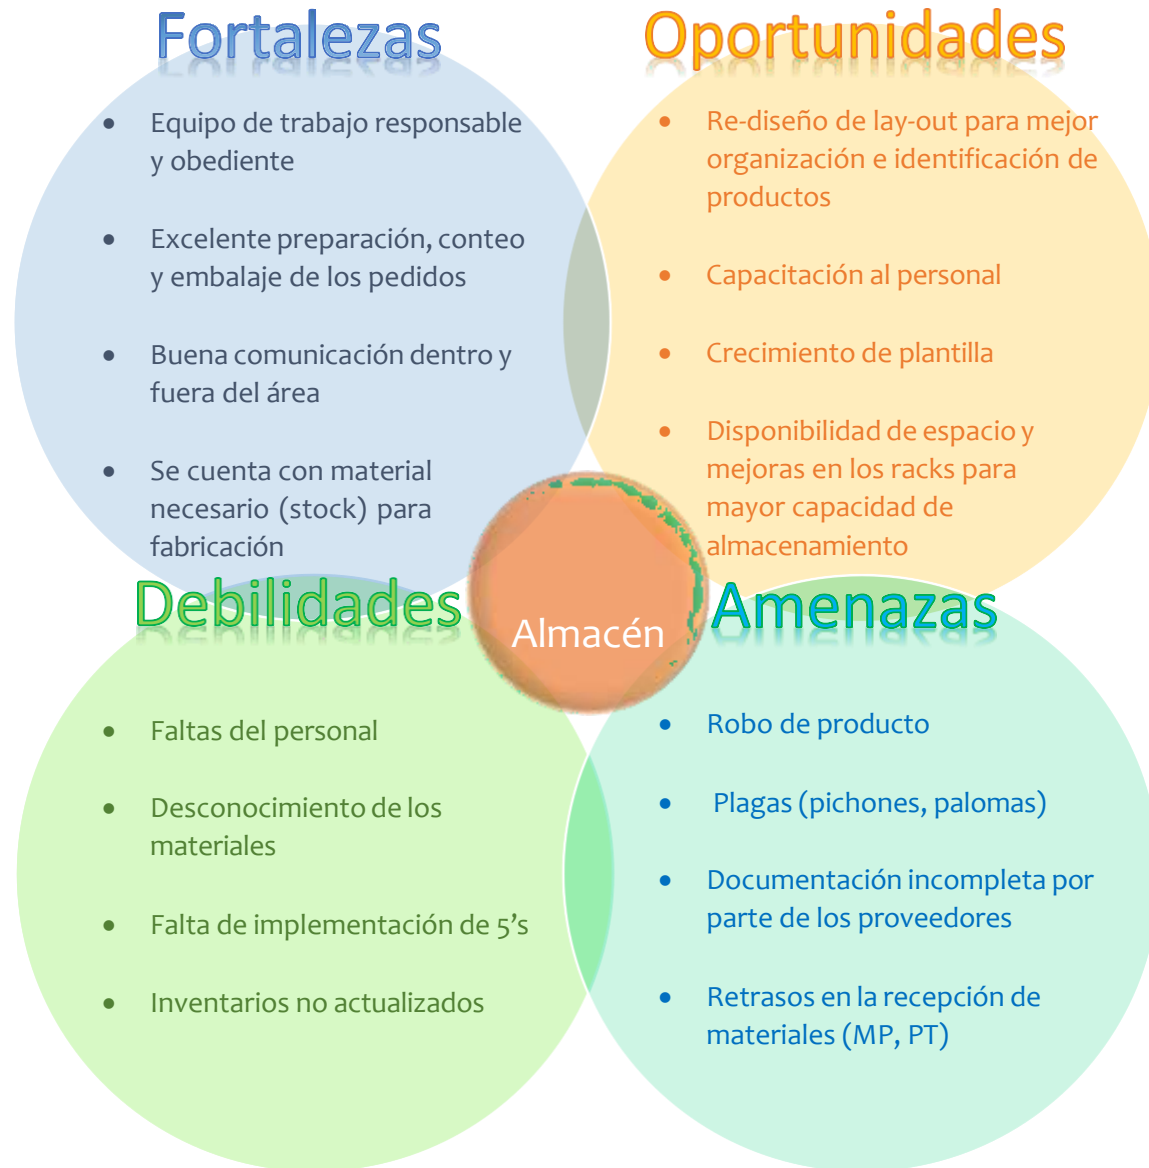 Fortalezas
• Equipo de trabajo responsable
y obediente
• Excelente preparación, conteo
y embalaje de los pedidos
• Buena comunicación dentro y
fuera del área
• Se cuenta con material
necesario (stock) para
fabricación
Oportunidades
• Re-diseño de lay-out para mejor
organización e identificación de
productos
• Capacitación al personal
• Crecimiento de plantilla
• Disponibilidad de espacio y
mejoras en los racks para
mayor capacidad de
almacenamiento
Almacén
Debilidades
• Faltas del personal
• Desconocimiento de los
materiales
• Falta de implementación de 5's
• Inventarios no actualizados
Amenazas
• Robo de producto
• Plagas (pichones, palomas)
• Documentación incompleta por
parte de los proveedores
• Retrasos en la recepción de
materiales (MP, PT)